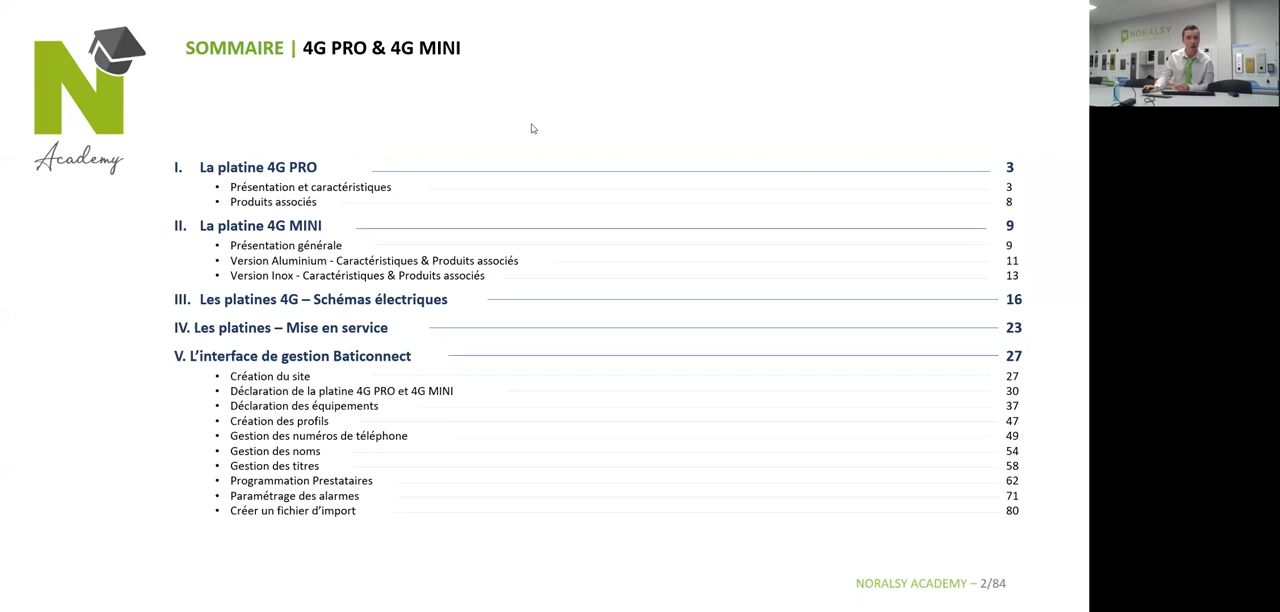 SOMMAIRE | 4G PRO & 4G MINI
N
Academy
NORALSY
I. La platine 4G PRO 3
• Présentation et caractéristiques 3
• Produits associés 8
II. La platine 4G MINI 9
• Présentation générale 9
• Version Aluminium - Caractéristiques & Produits associés 11
• Version Inox - Caractéristiques & Produits associés 13
III. Les platines 4G – Schémas électriques 16
IV. Les platines – Mise en service 23
V. L'interface de gestion Baticonnect 27
• Création du site 27
• Déclaration de la platine 4G PRO et 4G MINI 30
• Déclaration des équipements 37
• Création des profils 47
• Gestion des numéros de téléphone 49
• Gestion des noms 54
• Gestion des titres 58
• Programmation Prestataires 62
• Paramétrage des alarmes 71
• Créer un fichier d'import 80
NORALSY ACADEMY – 2/84